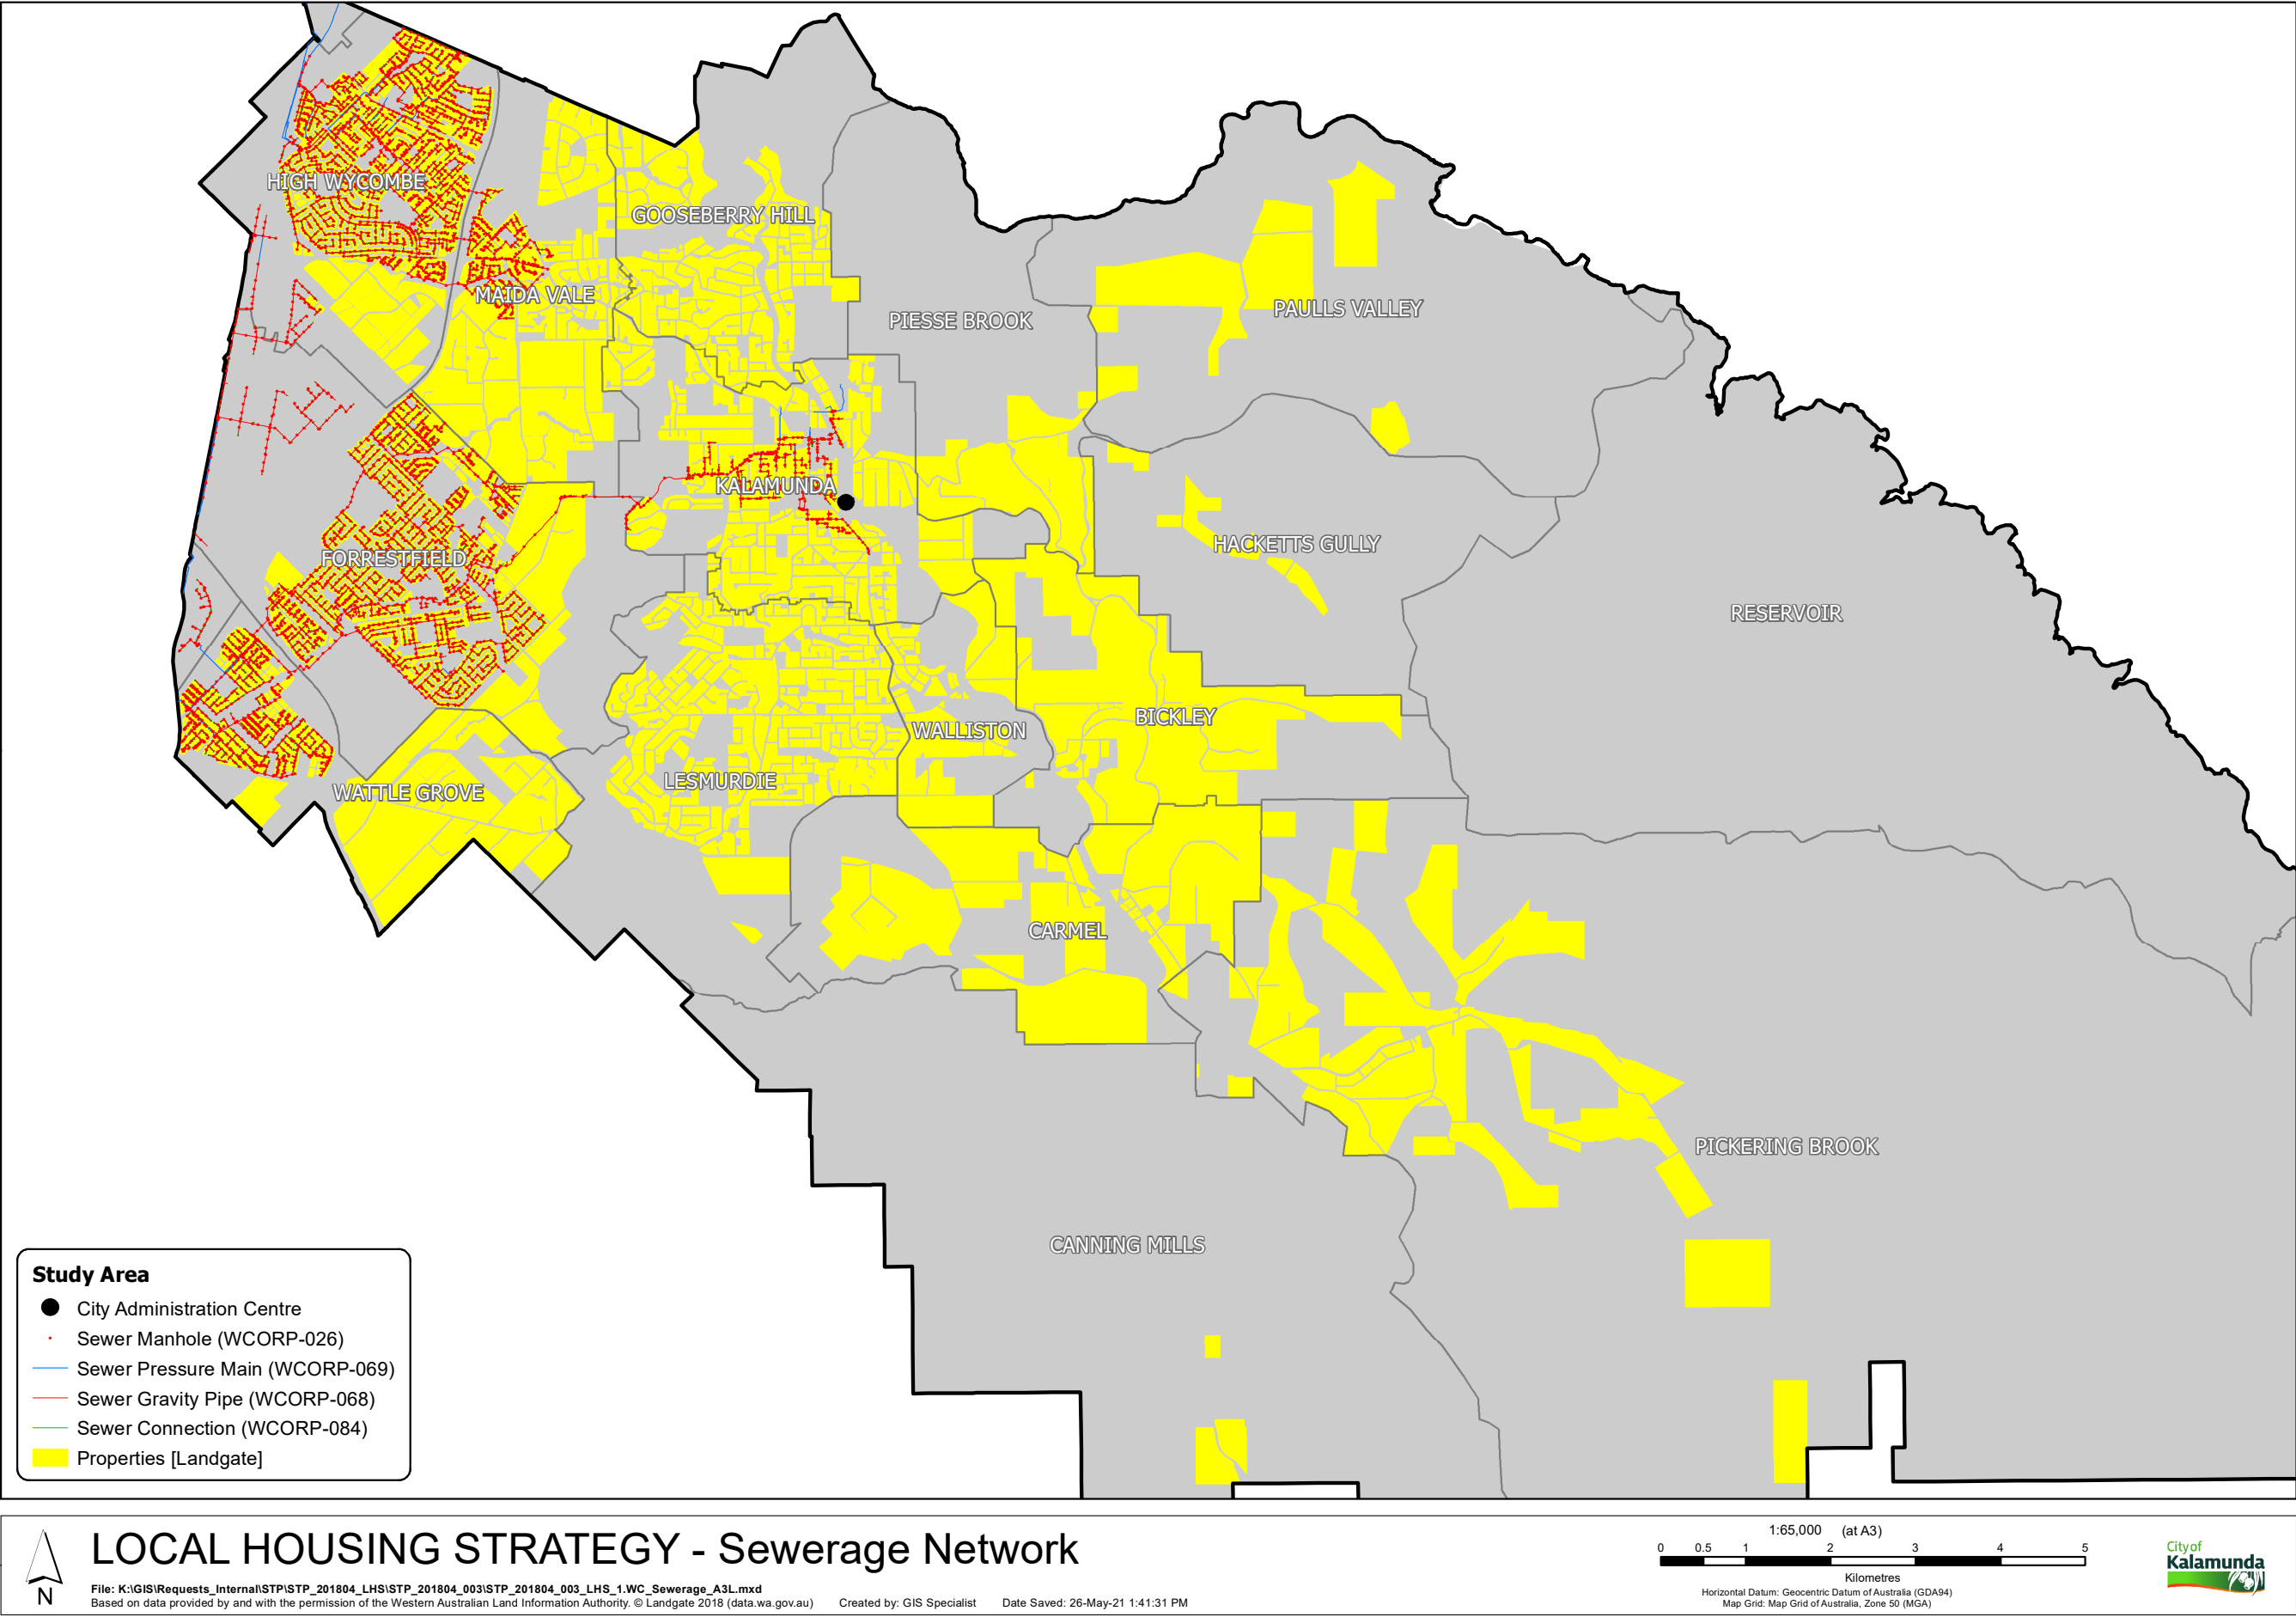 HIGH WYCOMBE
GOOSEBERRY HILL
MAIDA VALE
PIESSE BROOK
PAULLS VALLEY
KALAMUNDA
FORRESTFIELD
HACKETTS GULLY
RESERVOIR
WALLISTON
BICKLEY
LESMURDIE
WATTLE GROVE
CARMEL
PICKERING BROOK
CANNING MILLS
Study Area
City Administration Centre
Sewer Manhole (WCORP-026)
Sewer Pressure Main (WCORP-069)
Sewer Gravity Pipe (WCORP-068)
Sewer Connection (WCORP-084)
Properties [Landgate]
N
LOCAL HOUSING STRATEGY - Sewerage Network
File: K:\GIS\Requests_Internal\STP\STP_201804_LHS\STP_201804_003\STP_201804_003_LHS_1.WC_Sewerage_A3L.mxd
Based on data provided by and with the permission of the Western Australian Land Information Authority. © Landgate 2018 (data.wa.gov.au) Created by: GIS Specialist Date Saved: 26-May-21 1:41:31 PM
1:65,000 (at A3)
0 0.5 1 2 3 4 5
Kilometres
Horizontal Datum: Geocentric Datum of Australia (GDA94)
Map Grid: Map Grid of Australia, Zone 50 (MGA)
City of
Kalamunda